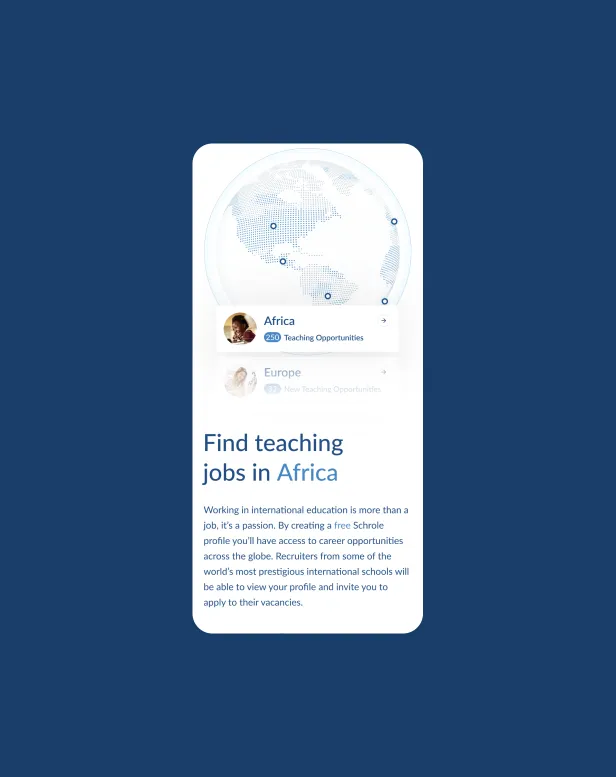 Africa
250 Teaching Opportunities
Europe
New Teaching Opportunities
Find teaching
jobs in Africa
Working in international education is more than a
job, it's a passion. By creating a free Schrole
profile you'll have access to career opportunities
across the globe. Recruiters from some of the
world's most prestigious international schools will
be able to view your profile and invite you to
apply to their vacancies.